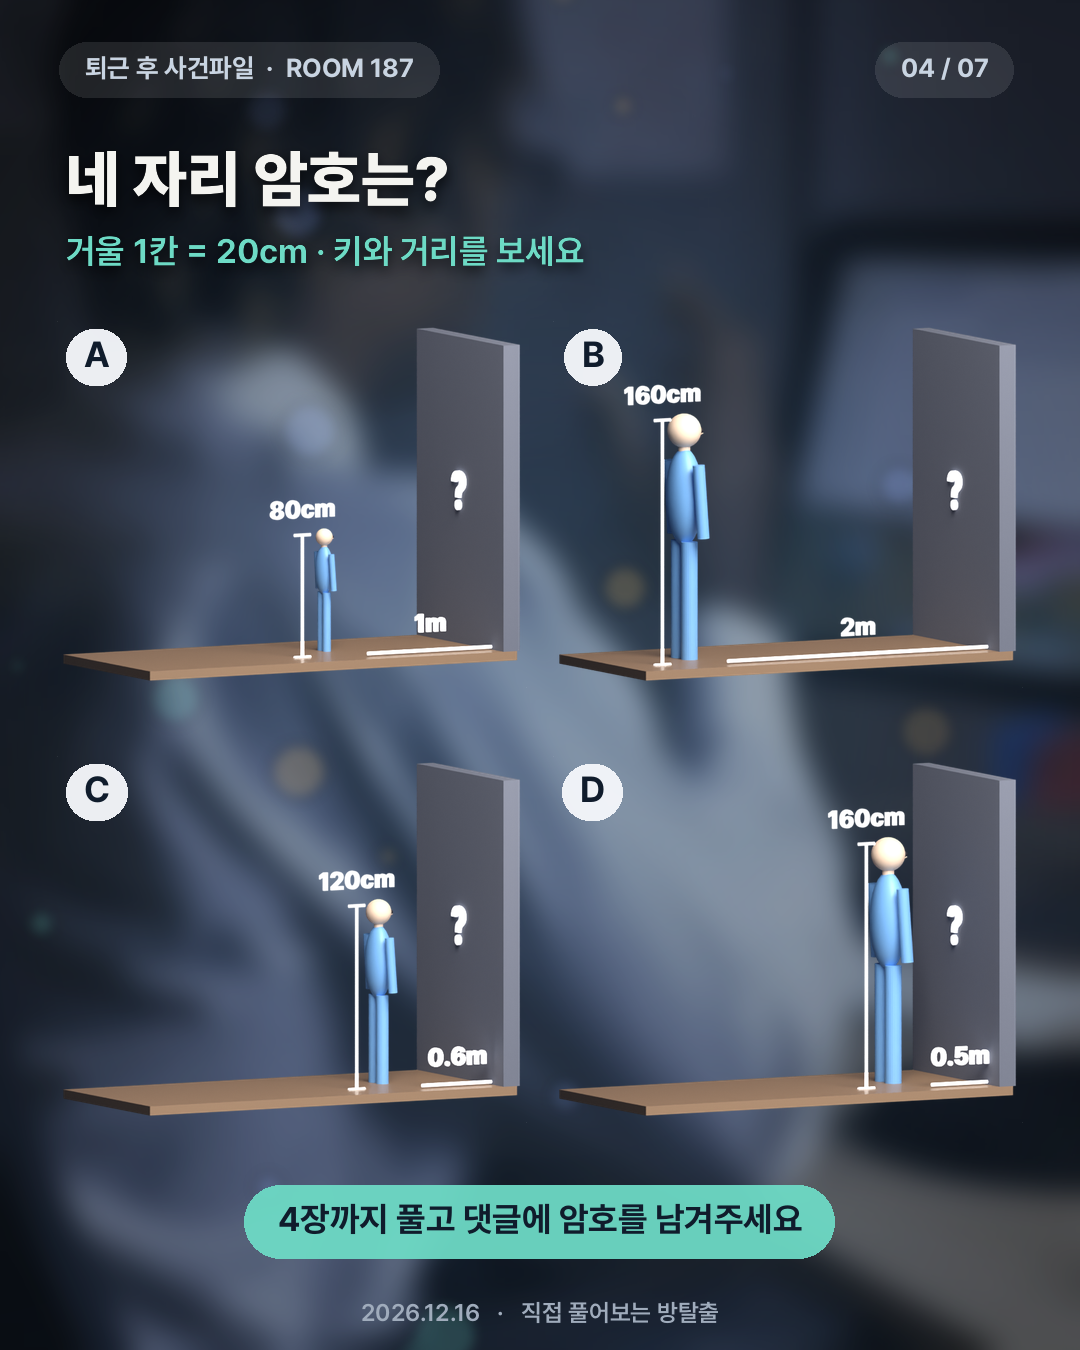 퇴근 후 사건파일 · ROOM 187
04 / 07
네 자리 암호는?
거울 1칸 = 20cm · 키와 거리를 보세요
A
80cm
?
1m
B
160cm
?
2m
C
120cm
?
0.6m
D
160cm
?
0.5m
4장까지 풀고 댓글에 암호를 남겨주세요
2026.12.16 · 직접 풀어보는 방탈출